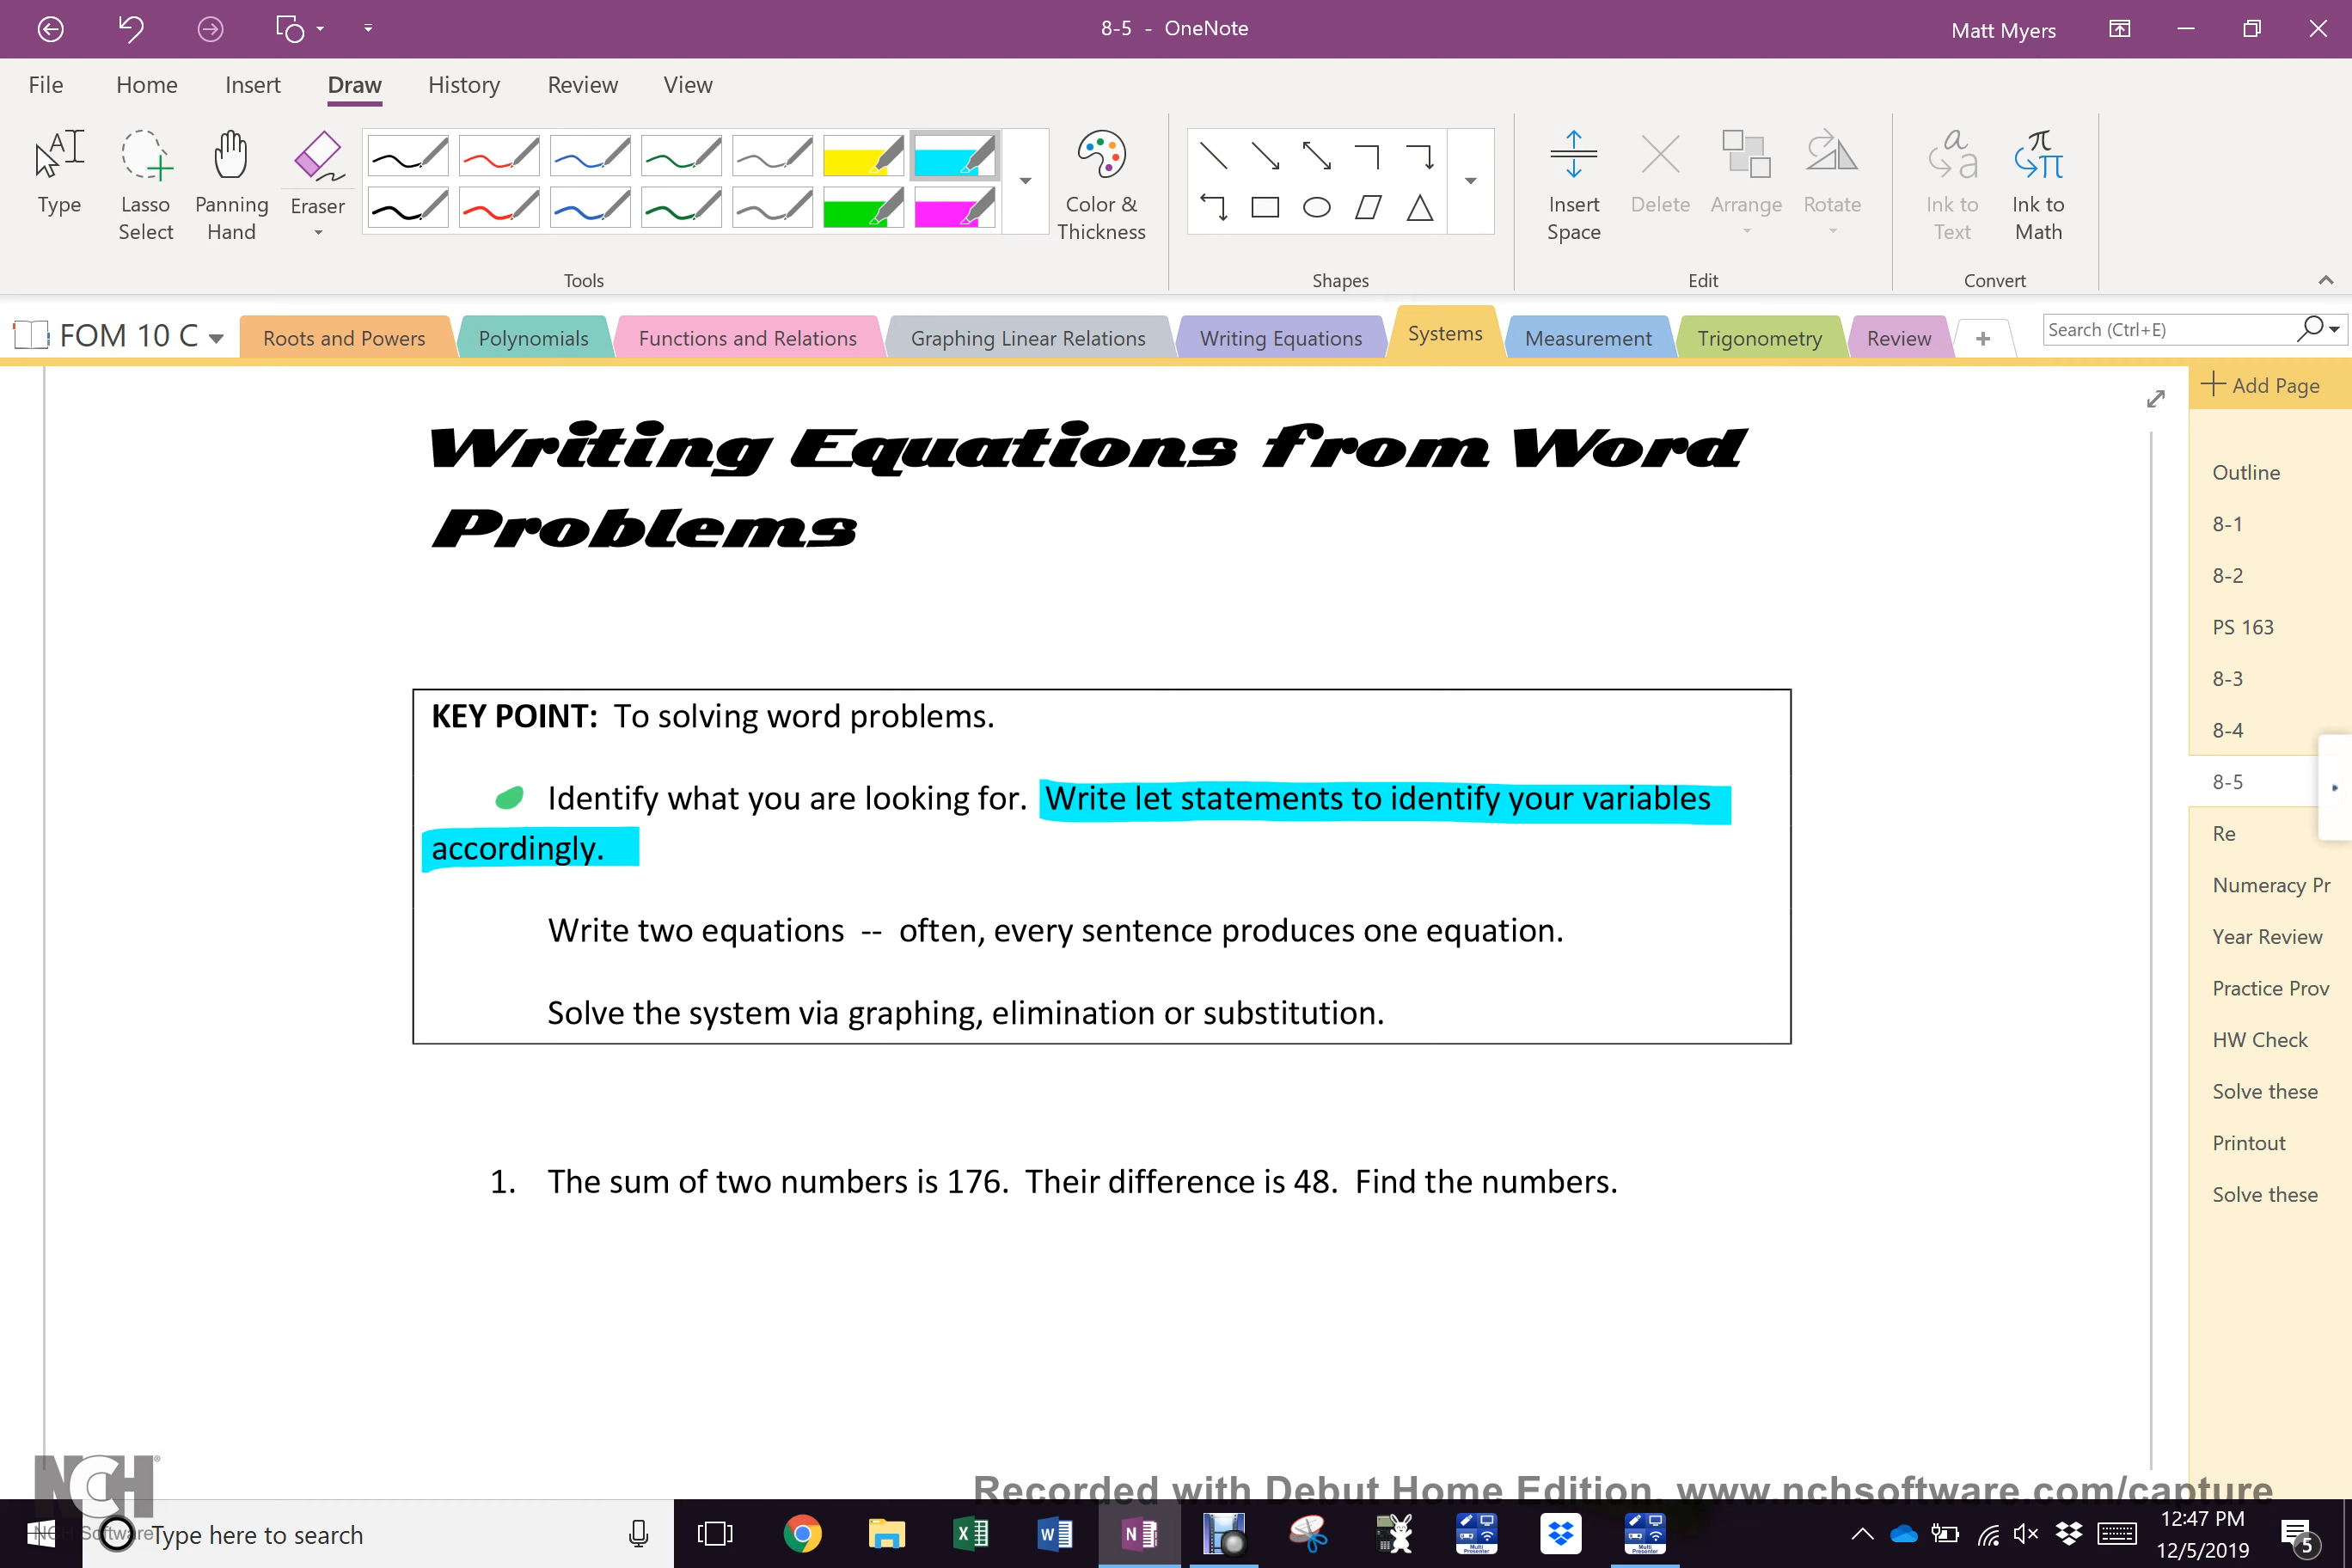 8-5 - OneNote
Matt Myers
File Home Insert Draw History Review View
Type
Lasso Select
Panning Hand
Eraser
Color & Thickness
Insert Space
Delete
Arrange
Rotate
Ink to Text
Ink to Math
Tools
Shapes
Edit
Convert
FOM 10 C
Roots and Powers
Polynomials
Functions and Relations
Graphing Linear Relations
Writing Equations
Systems
Measurement
Trigonometry
Review
Search (Ctrl+E)
Add Page
Writing Equations from Word
Problems
KEY POINT: To solving word problems.
Identify what you are looking for. Write let statements to identify your variables
accordingly.
Write two equations -- often, every sentence produces one equation.
Solve the system via graphing, elimination or substitution.
1. The sum of two numbers is 176. Their difference is 48. Find the numbers.
Outline
8-1
8-2
PS 163
8-3
8-4
8-5
Re
Numeracy Pr
Year Review
Practice Prov
HW Check
Solve these
Printout
Solve these
NCH
NCH Software
Recorded with Debut Home Edition. www.nchsoftware.com/capture
Type here to search
12:47 PM
12/5/2019
5